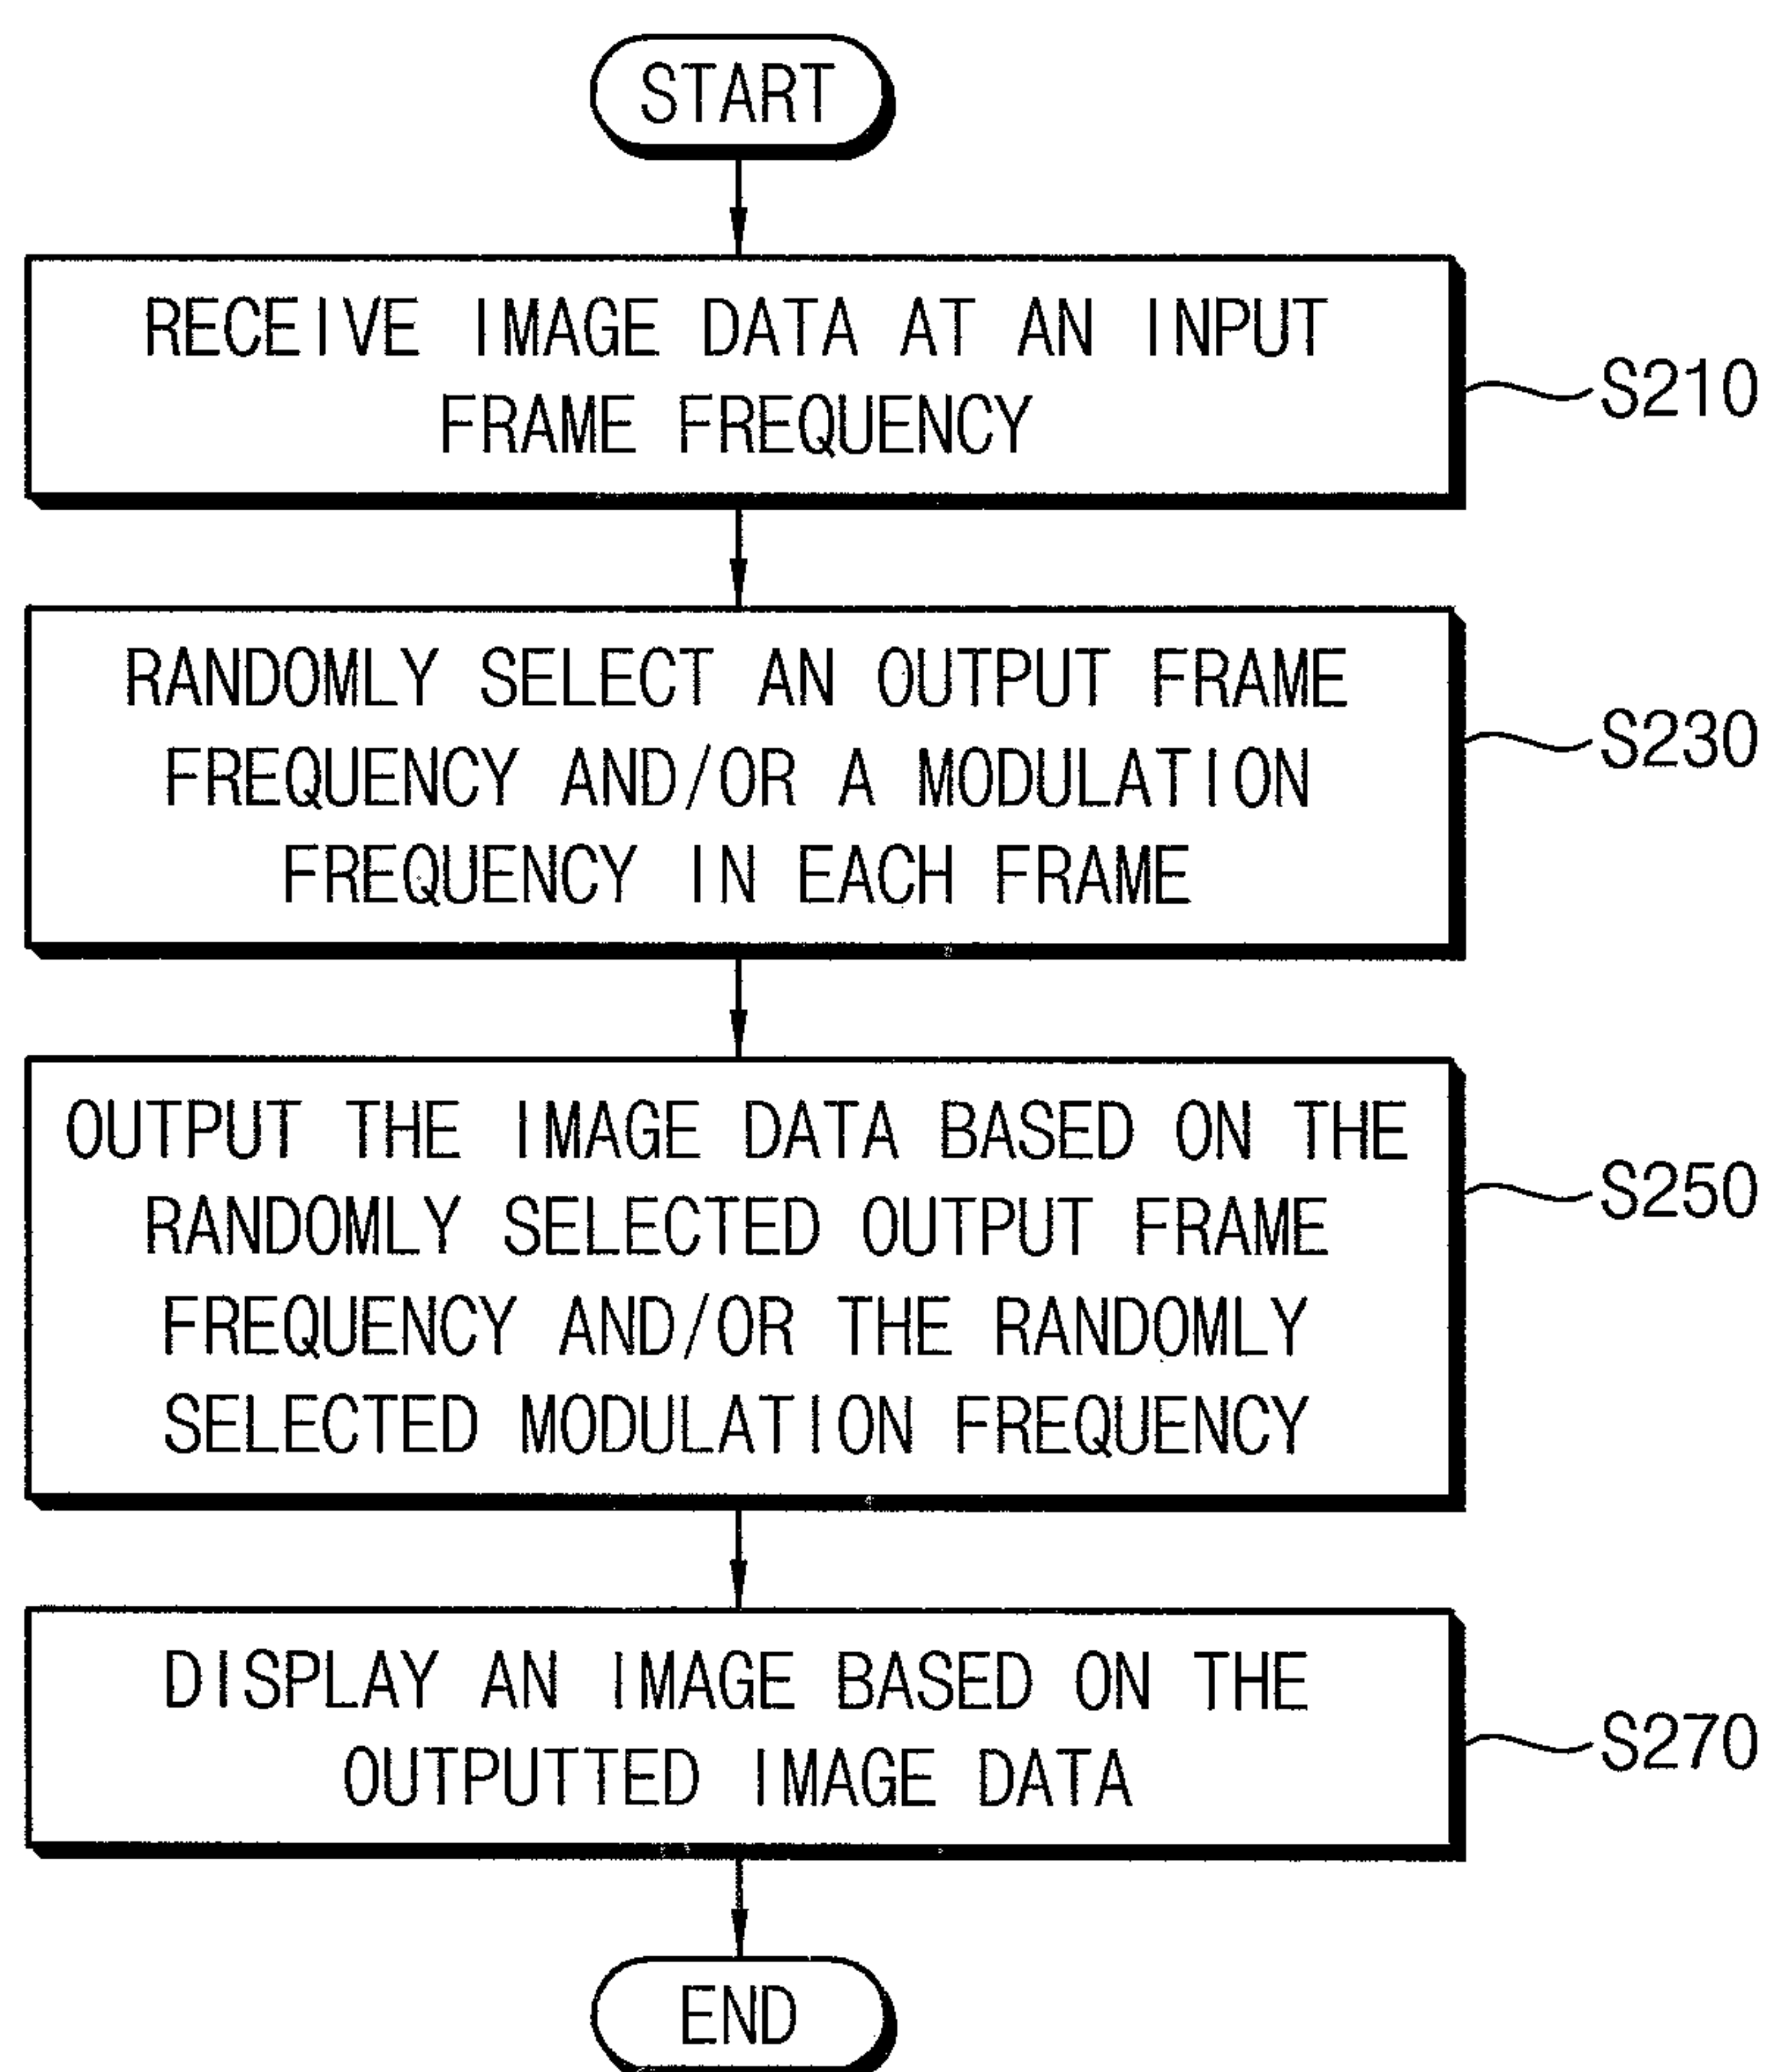 START
RECEIVE IMAGE DATA AT AN INPUT
FRAME FREQUENCY
S210
RANDOMLY SELECT AN OUTPUT FRAME
FREQUENCY AND/OR A MODULATION
FREQUENCY IN EACH FRAME
S230
OUTPUT THE IMAGE DATA BASED ON THE
RANDOMLY SELECTED OUTPUT FRAME
FREQUENCY AND/OR THE RANDOMLY
SELECTED MODULATION FREQUENCY
S250
DISPLAY AN IMAGE BASED ON THE
OUTPUTTED IMAGE DATA
S270
END